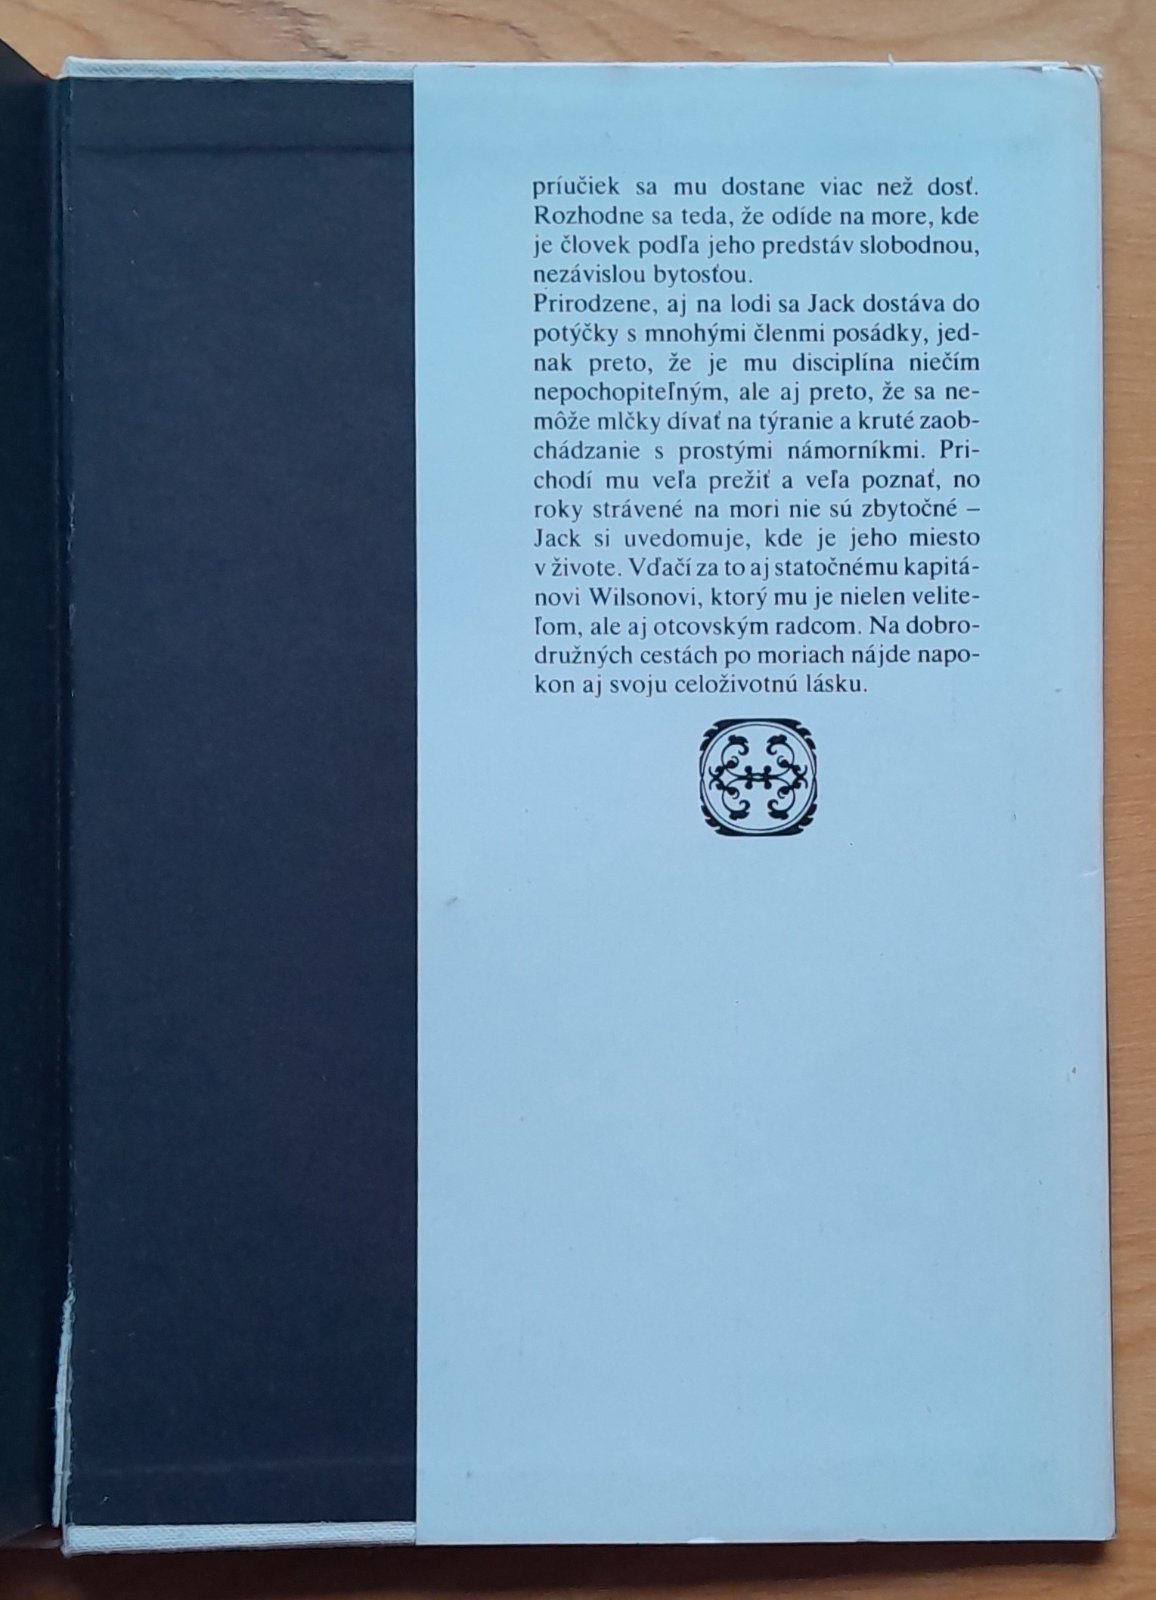 príučiek sa mu dostane viac než dosť.
Rozhodne sa teda, že odíde na more, kde
je človek podľa jeho predstáv slobodnou,
nezávislou bytosťou.
Prirodzene, aj na lodi sa Jack dostáva do
potýčky s mnohými členmi posádky, jed-
nak preto, že je mu disciplína niečím
nepochopiteľným, ale aj preto, že sa ne-
môže mlčky dívať na týranie a kruté zaob-
chádzanie s prostými námorníkmi. Pri-
chodí mu veľa prežiť a veľa poznať, no
roky strávené na mori nie sú zbytočné –
Jack si uvedomuje, kde je jeho miesto
v živote. Vďačí za to aj statočnému kapitá-
novi Wilsonovi, ktorý mu je nielen velite-
ľom, ale aj otcovským radcom. Na dobro-
družných cestách po moriach nájde napo-
kon aj svoju celoživotnú lásku.